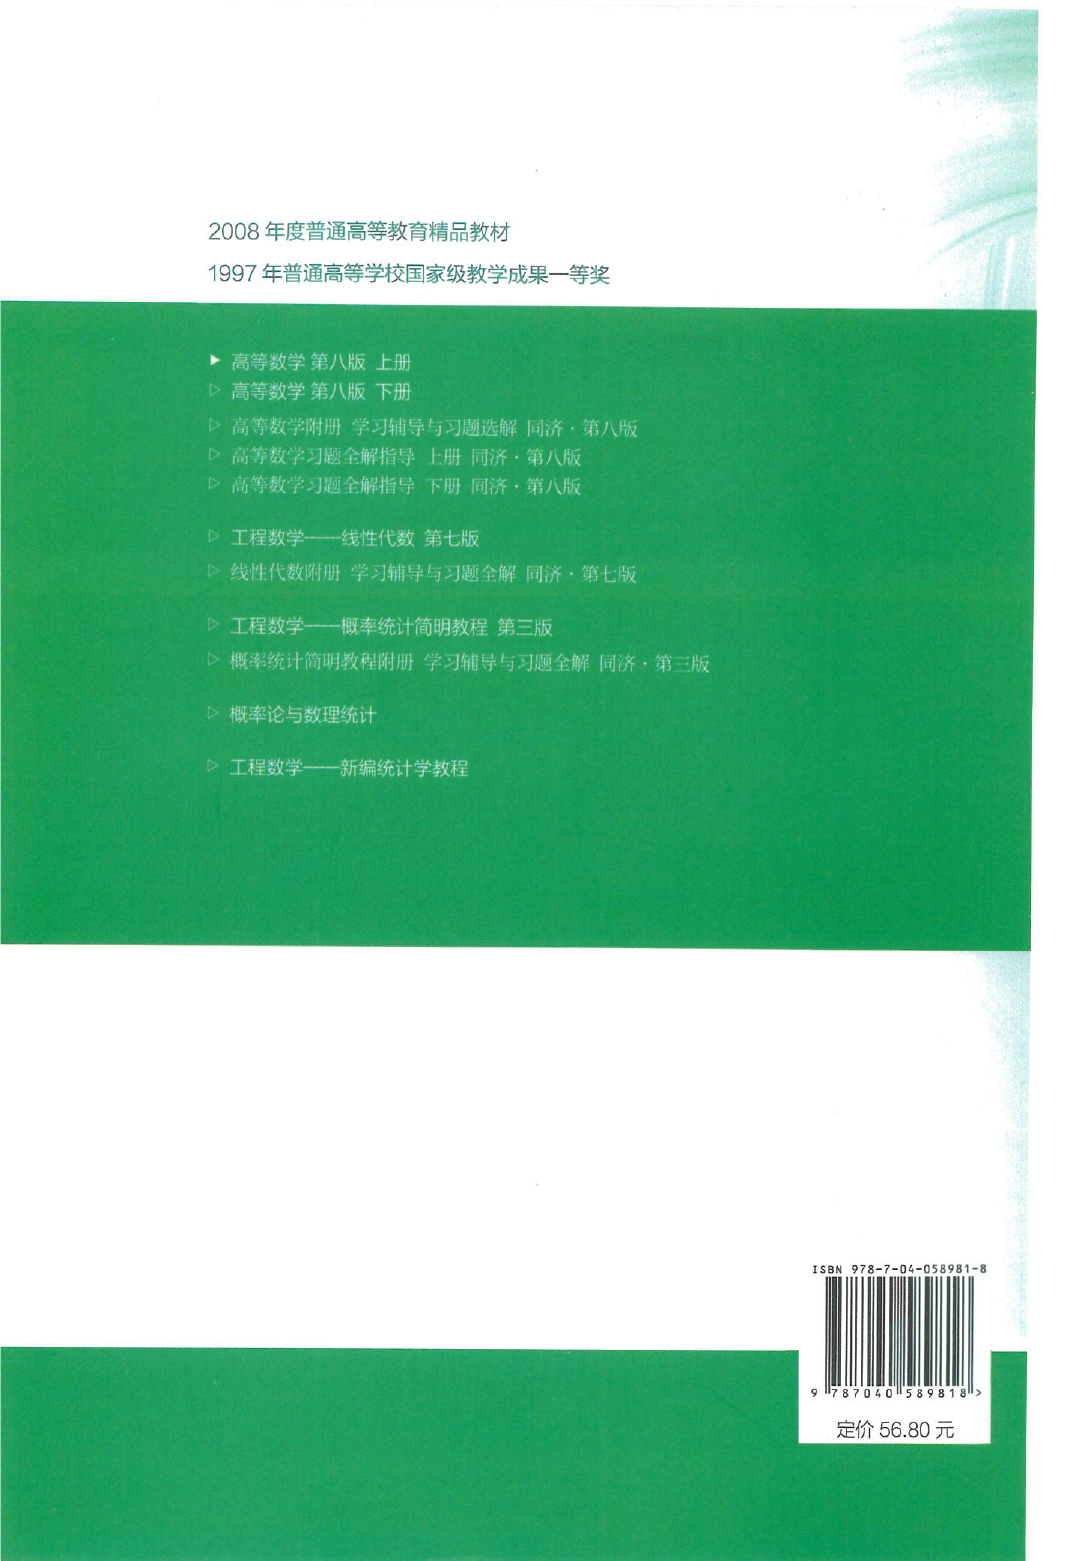 2008 年度普通高等教育精品教材
1997 年普通高等学校国家级教学成果一等奖
▶ 高等数学 第八版 上册
▷ 高等数学 第八版 下册
▷ 高等数学附册 学习辅导与习题选解 同济·第八版
▷ 高等数学习题全解指导 上册 同济·第八版
▷ 高等数学习题全解指导 下册 同济·第八版
▷ 工程数学——线性代数 第七版
▷ 线性代数附册 学习辅导与习题全解 同济·第七版
▷ 工程数学——概率统计简明教程 第三版
▷ 概率统计简明教程附册 学习辅导与习题全解 同济·第三版
▷ 概率论与数理统计
▷ 工程数学——新编统计学教程
ISBN 978-7-04-058981-8
9 787040 589818 >
定价 56.80 元